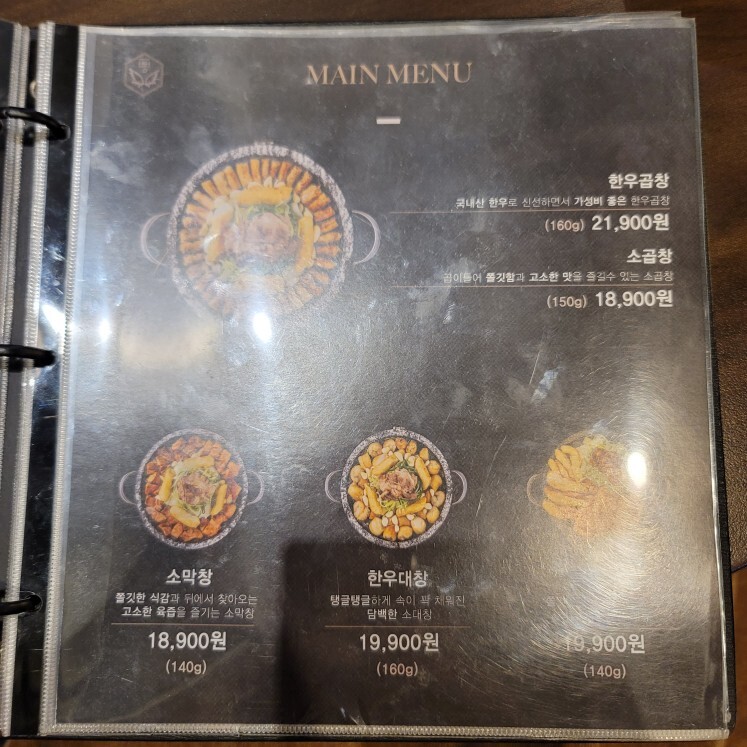 MAIN MENU
한우곱창
국내산 한우로 신선하면서 가성비 좋은 한우곱창
(160g) 21,900원
소곱창
곱이들어 쫄깃함과 고소한 맛을 즐길수 있는 소곱창
(150g) 18,900원
소막창
쫄깃한 식감과 뒤에서 찾아오는
고소한 육즙을 즐기는 소막창
18,900원
(140g)
한우대창
탱글탱글하게 속이 꽉 채워진
담백한 소대창
19,900원
(160g)
19,900원
(140g)